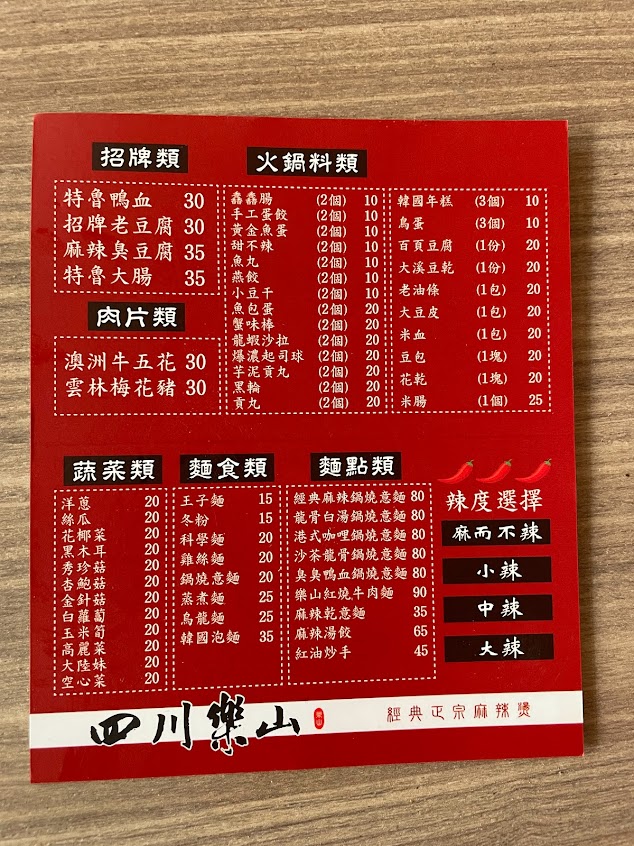 招牌類
特魯鴨血 30
招牌老豆腐 30
麻辣臭豆腐 35
特魯大腸 35
肉片類
澳洲牛五花 30
雲林梅花豬 30
火鍋料類
鑫鑫腸 (2個) 10
手工蛋餃 (2個) 10
黃金魚蛋 (2個) 10
甜不辣 (2個) 10
魚丸 (2個) 10
燕餃 (2個) 10
小豆干 (2個) 10
魚包蛋 (2個) 20
蟹味棒 (2個) 20
龍蝦沙拉 (2個) 20
爆濃起司球 (2個) 20
芋泥貢丸 (2個) 20
黑輪 (2個) 20
貢丸 (2個) 20
韓國年糕 (3個) 10
鳥蛋 (3個) 10
百頁豆腐 (1份) 20
大溪豆乾 (1份) 20
老油條 (1包) 20
大豆皮 (1包) 20
米血 (1包) 20
豆包 (1塊) 20
花乾 (1塊) 20
米腸 (1個) 25
蔬菜類
洋蔥 20
絲瓜 20
花椰菜 20
黑木耳 20
秀珍菇 20
杏鮑菇 20
金針菇 20
白蘿蔔 20
玉米筍 20
高麗菜 20
大陸妹 20
空心菜 20
麵食類
王子麵 15
冬粉 15
科學麵 20
雞絲麵 20
鍋燒意麵 20
蒸煮麵 25
烏龍麵 25
韓國泡麵 35
麵點類
經典麻辣鍋燒意麵 80
龍骨白湯鍋燒意麵 80
港式咖哩鍋燒意麵 80
沙茶龍骨鍋燒意麵 80
臭臭鴨血鍋燒意麵 80
樂山紅燒牛肉麵 90
麻辣乾意麵 35
麻辣湯餃 65
紅油炒手 45
辣度選擇
麻而不辣
小辣
中辣
大辣
四川樂山
經典正宗麻辣燙